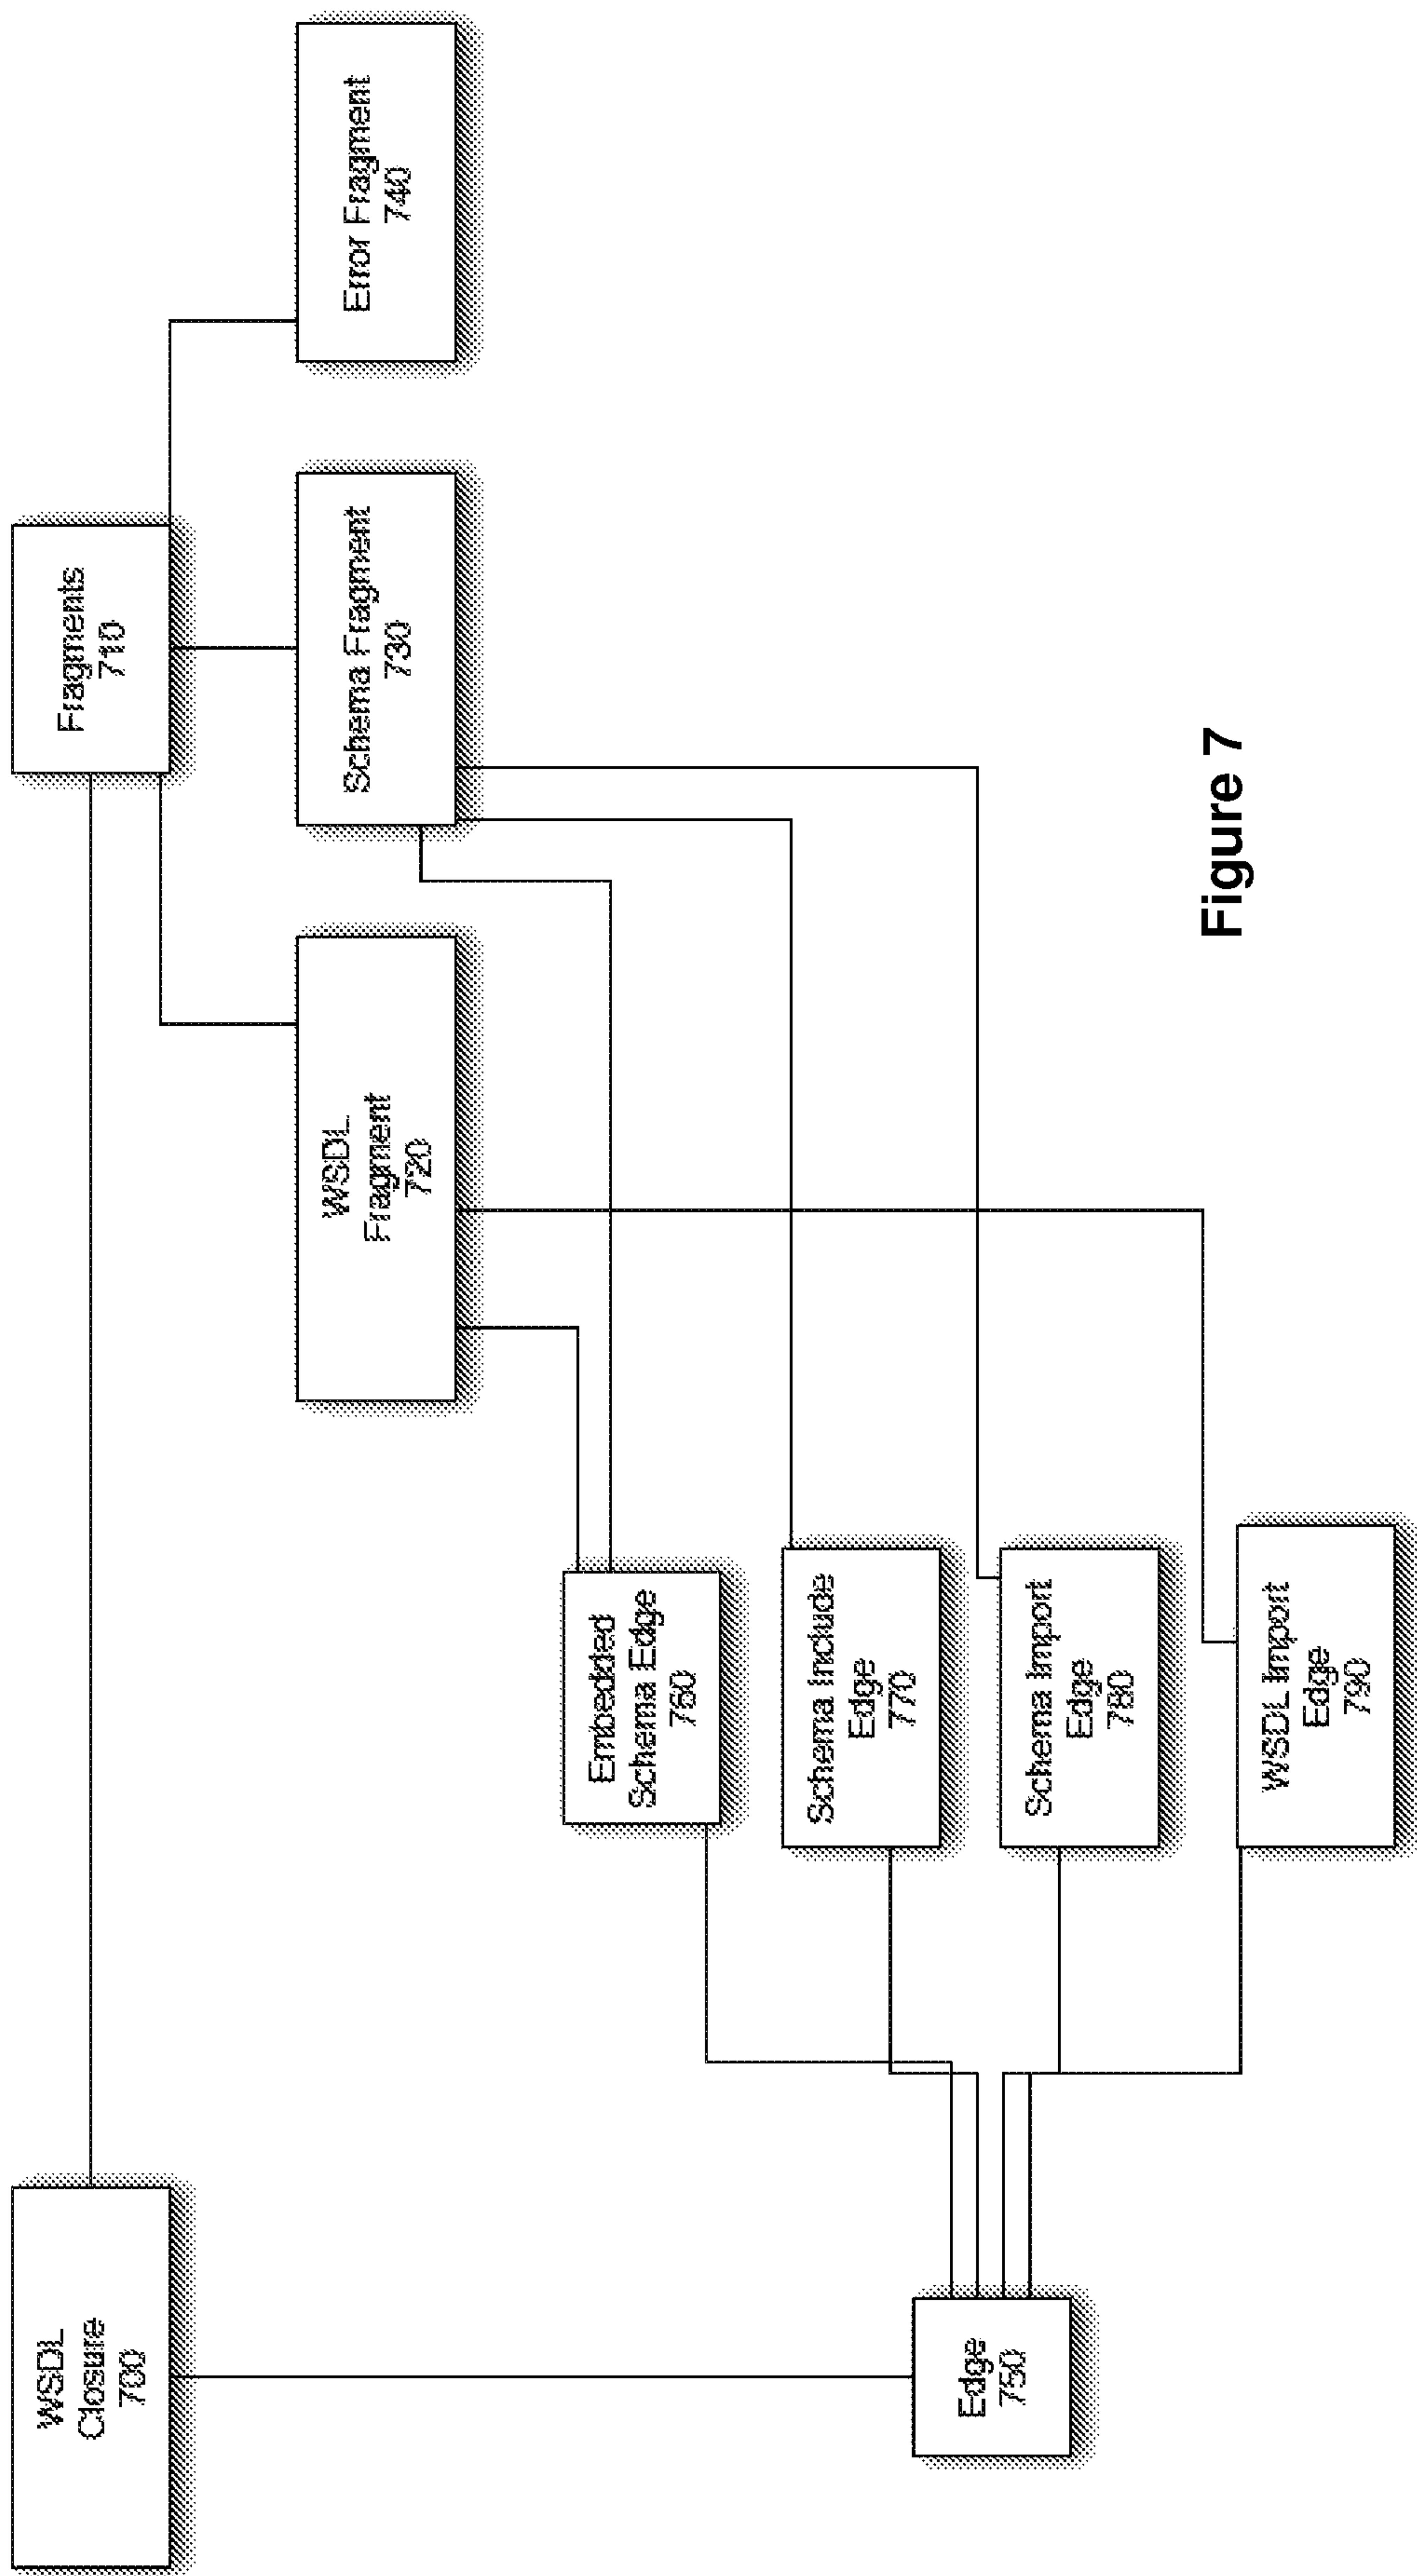 WSDL
Closure
700
Fragments
710
WSDL
Fragment
720
Schema Fragment
730
Error Fragment
740
Embedded
Schema Edge
760
Schema Include
Edge
770
Edge
750
Schema Import
Edge
780
WSDL Import
Edge
790
Figure 7